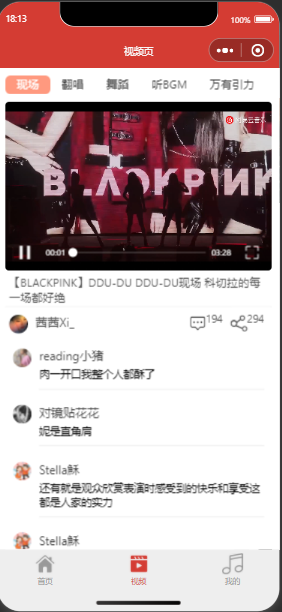 18:13
100%
视频页
现场 翻唱 舞蹈 听BGM 万有引力
BLACKPINK
00:01 03:28
【BLACKPINK】DDU-DU DDU-DU现场 科切拉的每
一场都好绝
茜茜Xi_ 194 294
reading小猪
肉一开口我整个人都酥了
对镜贴花花
妮是直角肩
Stella稣
还有就是观众欣赏表演时感受到的快乐和享受这
都是人家的实力
Stella稣
首页 视频 我的